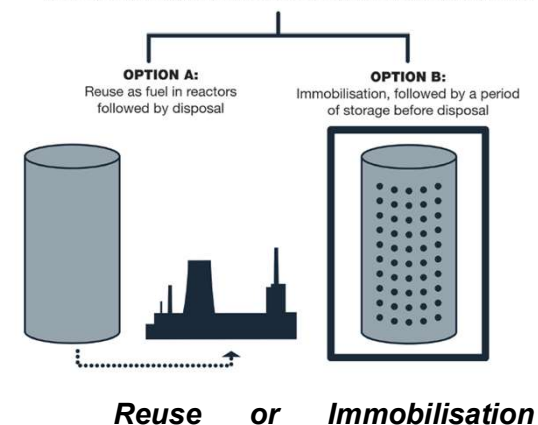 OPTION A:
Reuse as fuel in reactors
followed by disposal
OPTION B:
Immobilisation, followed by a period
of storage before disposal
Reuse or Immobilisation